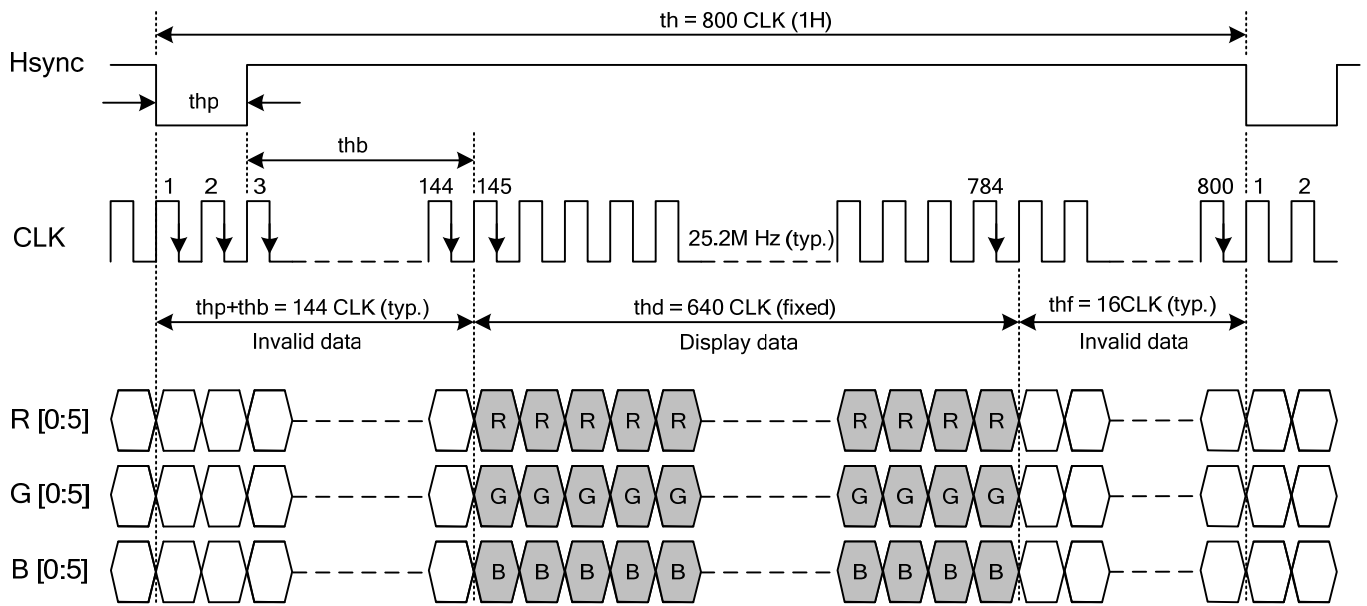 th = 800 CLK (1H)
Hsync
thp
thb
1 2 3 144 145 784 800 1 2
CLK
25.2M Hz (typ.)
thp+thb = 144 CLK (typ.) thd = 640 CLK (fixed) thf = 16CLK (typ.)
Invalid data Display data Invalid data
R [0:5] R R R R R R R R R
G [0:5] G G G G G G G G G
B [0:5] B B B B B B B B B